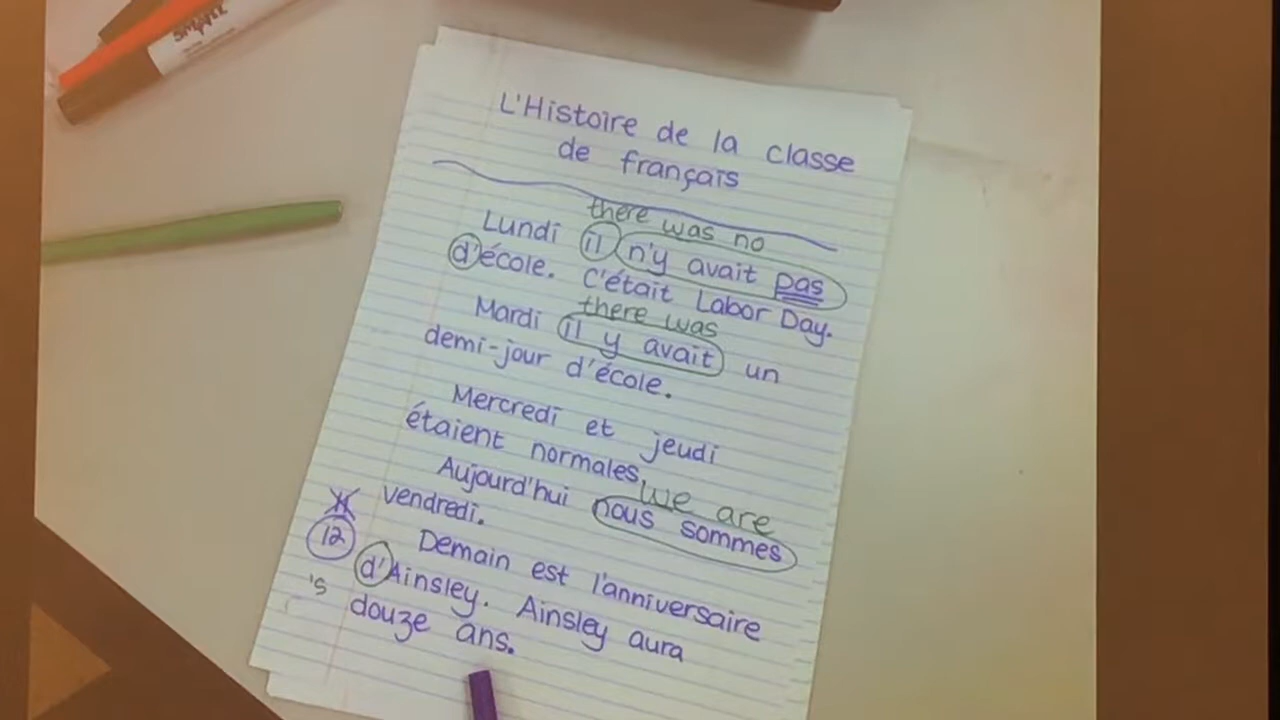 SMART
L'Histoire de la classe
de français
there was no
Lundi il n'y avait pas
d'école. C'était Labor Day.
there was
Mardi il y avait un
demi-jour d'école.
Mercredi et jeudi
étaient normales.
we are
Aujourd'hui nous sommes
vendredi.
12
Demain est l'anniversaire
d'Ainsley. Ainsley aura
's
douze ans.